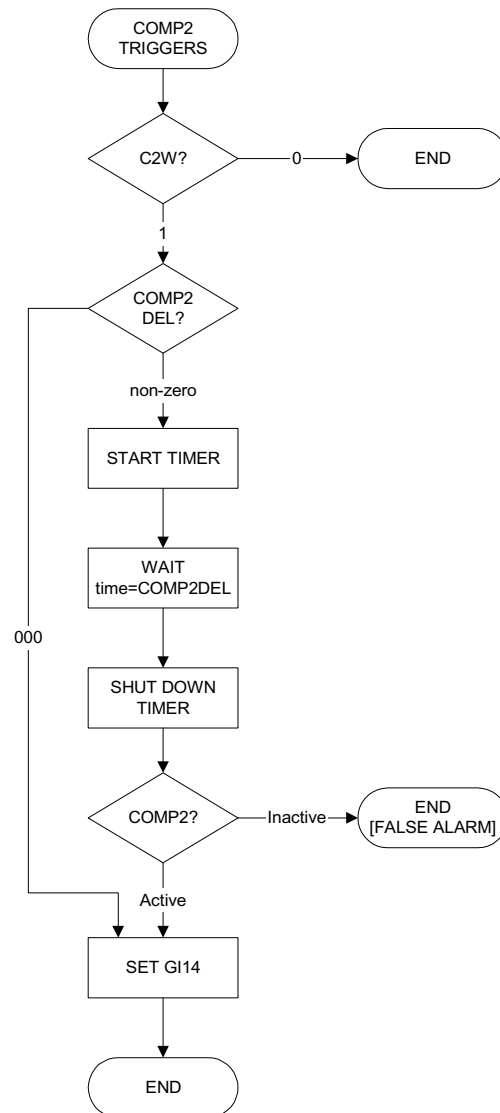 COMP2
TRIGGERS
C2W?
0
END
1
COMP2
DEL?
non-zero
START TIMER
WAIT
time=COMP2DEL
000
SHUT DOWN
TIMER
COMP2?
Inactive
END
[FALSE ALARM]
Active
SET GI14
END